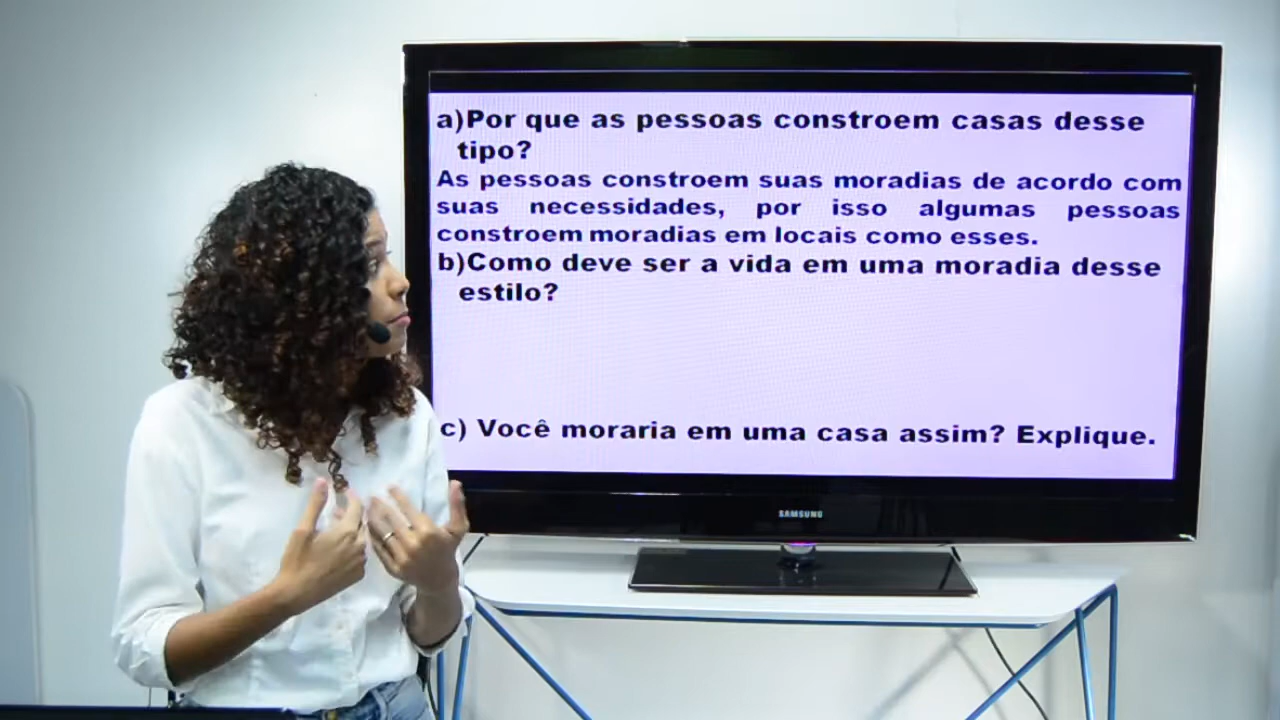 a)Por que as pessoas constroem casas desse
tipo?
As pessoas constroem suas moradias de acordo com
suas necessidades, por isso algumas pessoas
constroem moradias em locais como esses.
b)Como deve ser a vida em uma moradia desse
estilo?
c) Você moraria em uma casa assim? Explique.
SAMSUNG